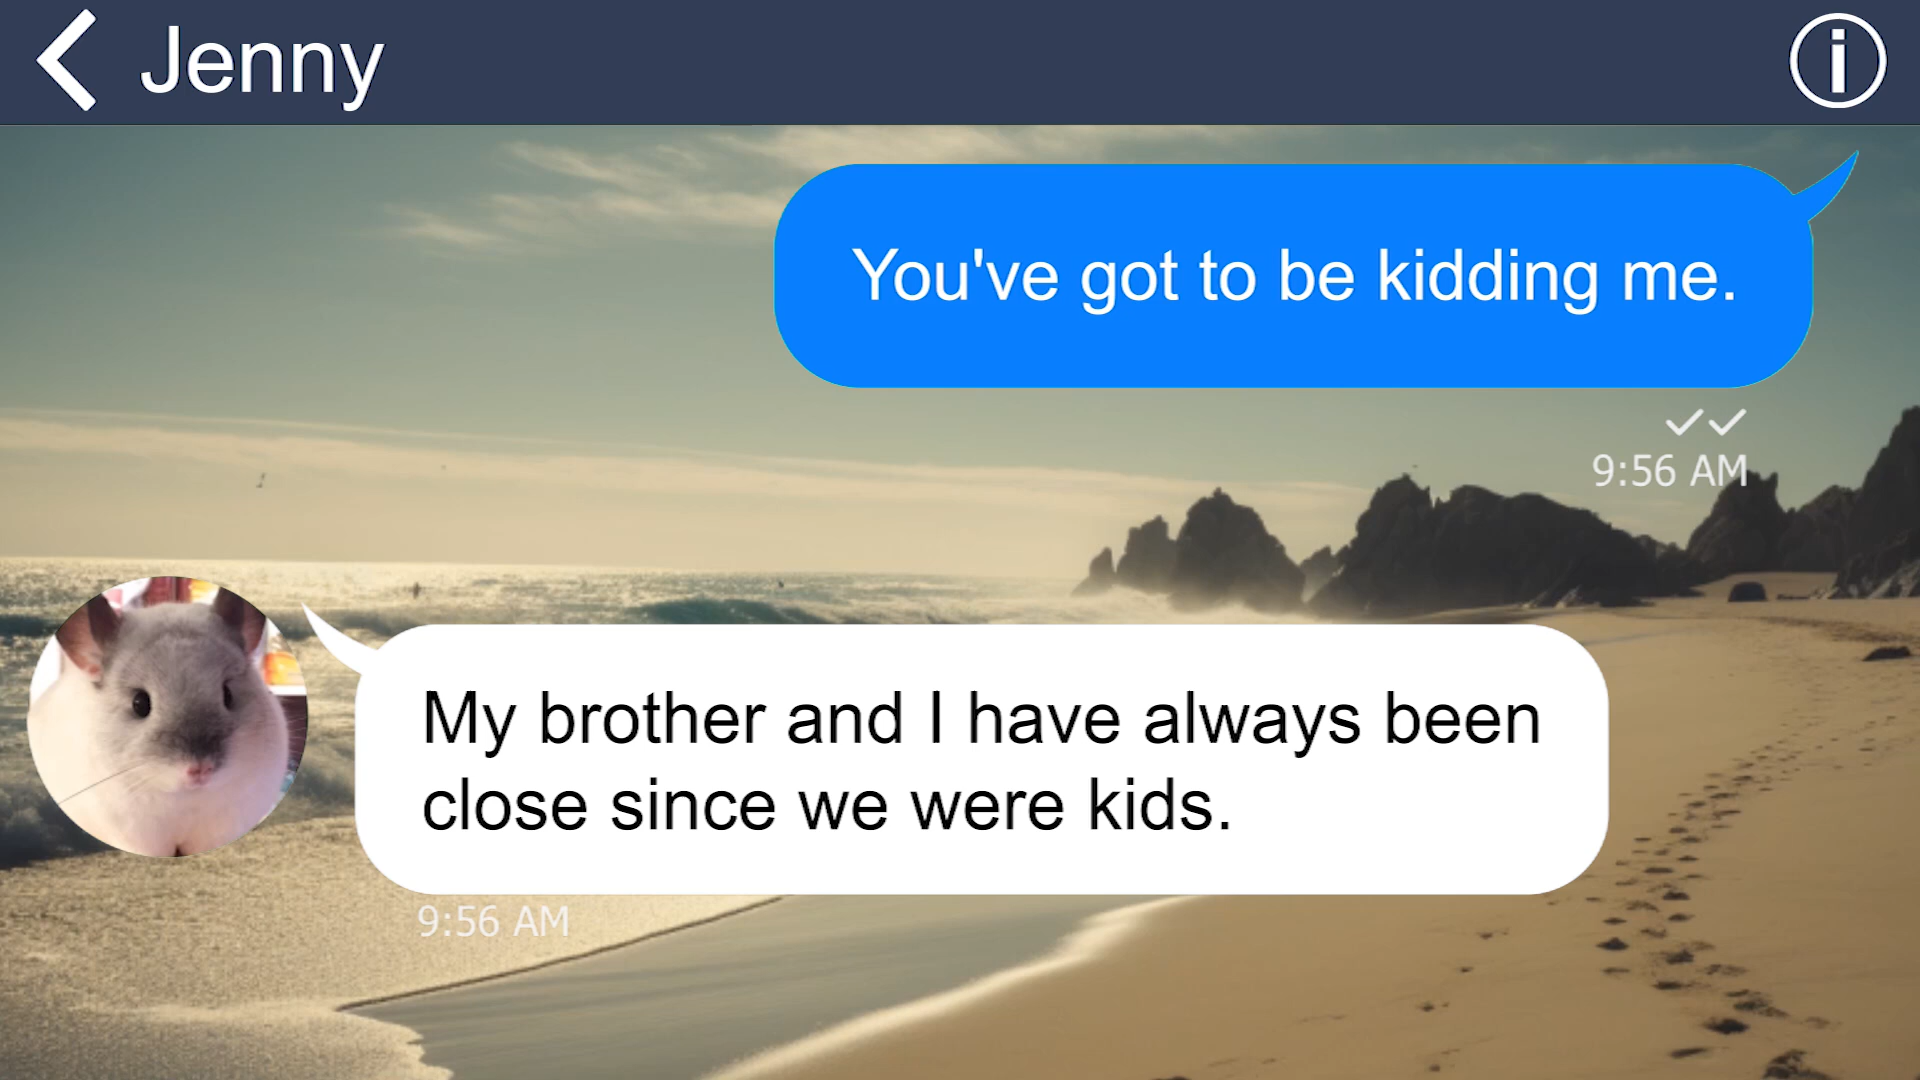 Jenny
You've got to be kidding me.
9:56 AM
My brother and I have always been
close since we were kids.
9:56 AM